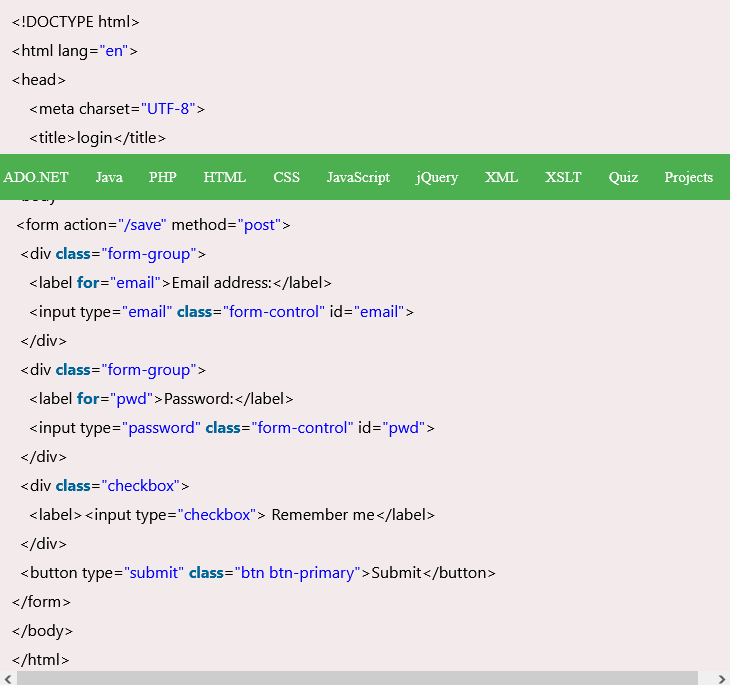 <!DOCTYPE html>
<html lang="en">
<head>
<meta charset="UTF-8">
<title>login</title>
ADO.NET Java PHP HTML CSS JavaScript jQuery XML XSLT Quiz Projects
<form action="/save" method="post">
<div class="form-group">
<label for="email">Email address:</label>
<input type="email" class="form-control" id="email">
</div>
<div class="form-group">
<label for="pwd">Password:</label>
<input type="password" class="form-control" id="pwd">
</div>
<div class="checkbox">
<label><input type="checkbox"> Remember me</label>
</div>
<button type="submit" class="btn btn-primary">Submit</button>
</form>
</body>
</html>